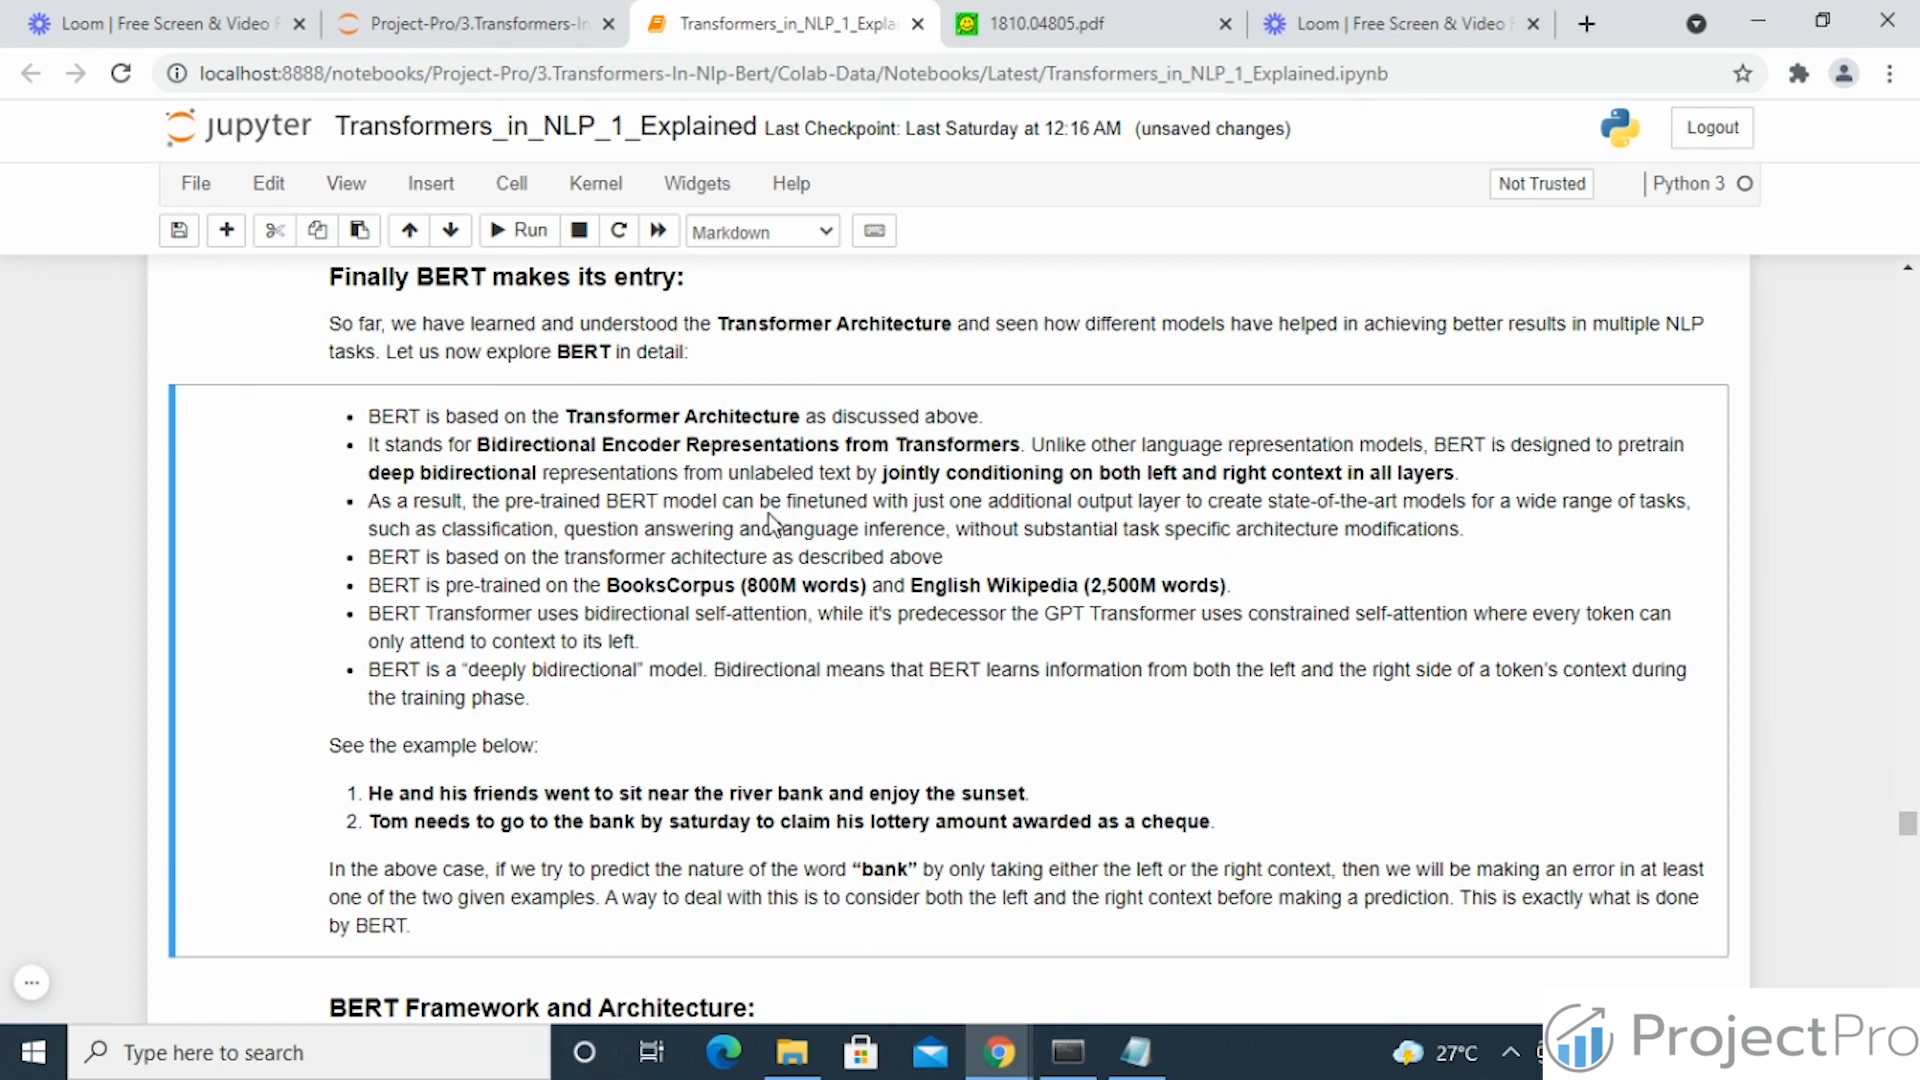 Loom | Free Screen & Video
Project-Pro/3.Transformers-In
Transformers_in_NLP_1_Expla
1810.04805.pdf
Loom | Free Screen & Video
localhost:8888/notebooks/Project-Pro/3.Transformers-In-Nlp-Bert/Colab-Data/Notebooks/Latest/Transformers_in_NLP_1_Explained.ipynb
jupyter Transformers_in_NLP_1_Explained Last Checkpoint: Last Saturday at 12:16 AM (unsaved changes)
Logout
File Edit View Insert Cell Kernel Widgets Help
Not Trusted
Python 3
Run
Markdown
Finally BERT makes its entry:
So far, we have learned and understood the Transformer Architecture and seen how different models have helped in achieving better results in multiple NLP
tasks. Let us now explore BERT in detail:
• BERT is based on the Transformer Architecture as discussed above.
• It stands for Bidirectional Encoder Representations from Transformers. Unlike other language representation models, BERT is designed to pretrain
deep bidirectional representations from unlabeled text by jointly conditioning on both left and right context in all layers.
• As a result, the pre-trained BERT model can be finetuned with just one additional output layer to create state-of-the-art models for a wide range of tasks,
such as classification, question answering and language inference, without substantial task specific architecture modifications.
• BERT is based on the transformer achitecture as described above
• BERT is pre-trained on the BooksCorpus (800M words) and English Wikipedia (2,500M words).
• BERT Transformer uses bidirectional self-attention, while it's predecessor the GPT Transformer uses constrained self-attention where every token can
only attend to context to its left.
• BERT is a “deeply bidirectional” model. Bidirectional means that BERT learns information from both the left and the right side of a token’s context during
the training phase.
See the example below:
1. He and his friends went to sit near the river bank and enjoy the sunset.
2. Tom needs to go to the bank by saturday to claim his lottery amount awarded as a cheque.
In the above case, if we try to predict the nature of the word “bank” by only taking either the left or the right context, then we will be making an error in at least
one of the two given examples. A way to deal with this is to consider both the left and the right context before making a prediction. This is exactly what is done
by BERT.
BERT Framework and Architecture:
Type here to search
27°C
ProjectPro